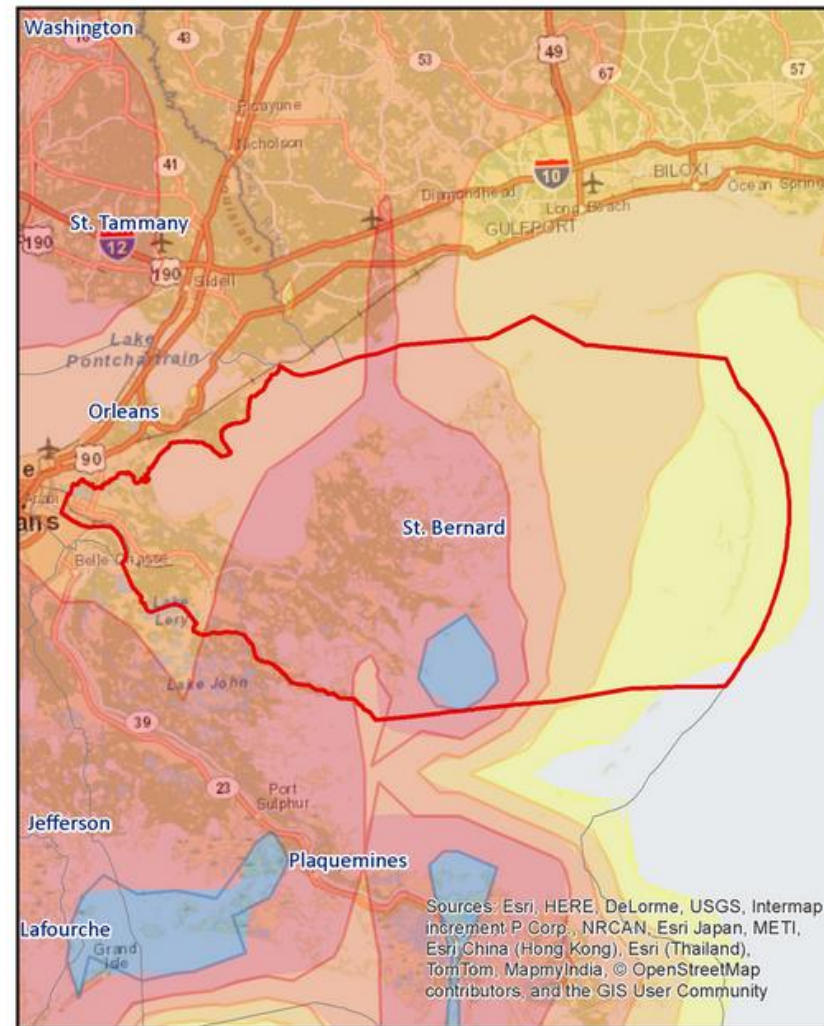 Washington
43
53
49
67
57
Picayune
Nicholson
41
10
BILOXI
Diamondhead
Ocean Spring
Long Beach
GULFPORT
St. Tammany
190
12
190
Slidell
Lake
Pontchartrain
Orleans
90
e
Arabi
ans
St. Bernard
Belle Chasse
Lake
Lery
Lake John
39
23
Port
Sulphur
Jefferson
Plaquemines
Lafourche
Grand
Isle
Sources: Esri, HERE, DeLorme, USGS, Intermap,
increment P Corp., NRCAN, Esri Japan, METI,
Esri China (Hong Kong), Esri (Thailand),
TomTom, MapmyIndia, © OpenStreetMap
contributors, and the GIS User Community